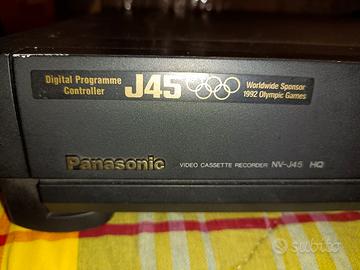 Digital Programme
Controller
J45
Worldwide Sponsor
1992 Olympic Games
Panasonic
VIDEO CASSETTE RECORDER NV-J45 HQ
subito